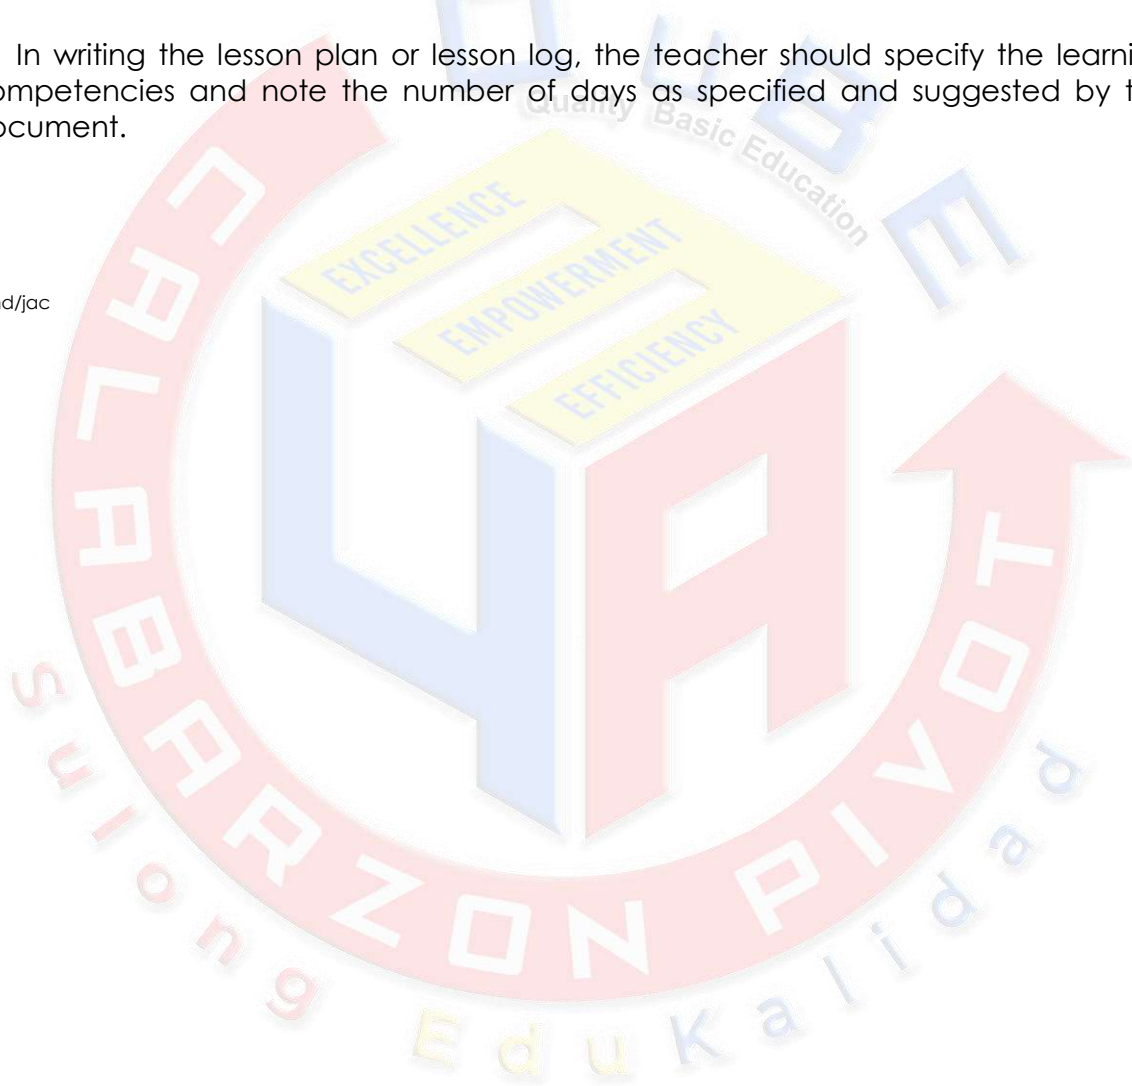 In writing the lesson plan or lesson log, the teacher should specify the learni
ompetencies and note the number of days as specified and suggested by t
ocument.
Quality Basic Education
CUBE
EXCELLENCE
EMPOWERMENT
EFFICIENCY
d/jac
4A
CALABARZON PIVOT
Sulong EduKalidad